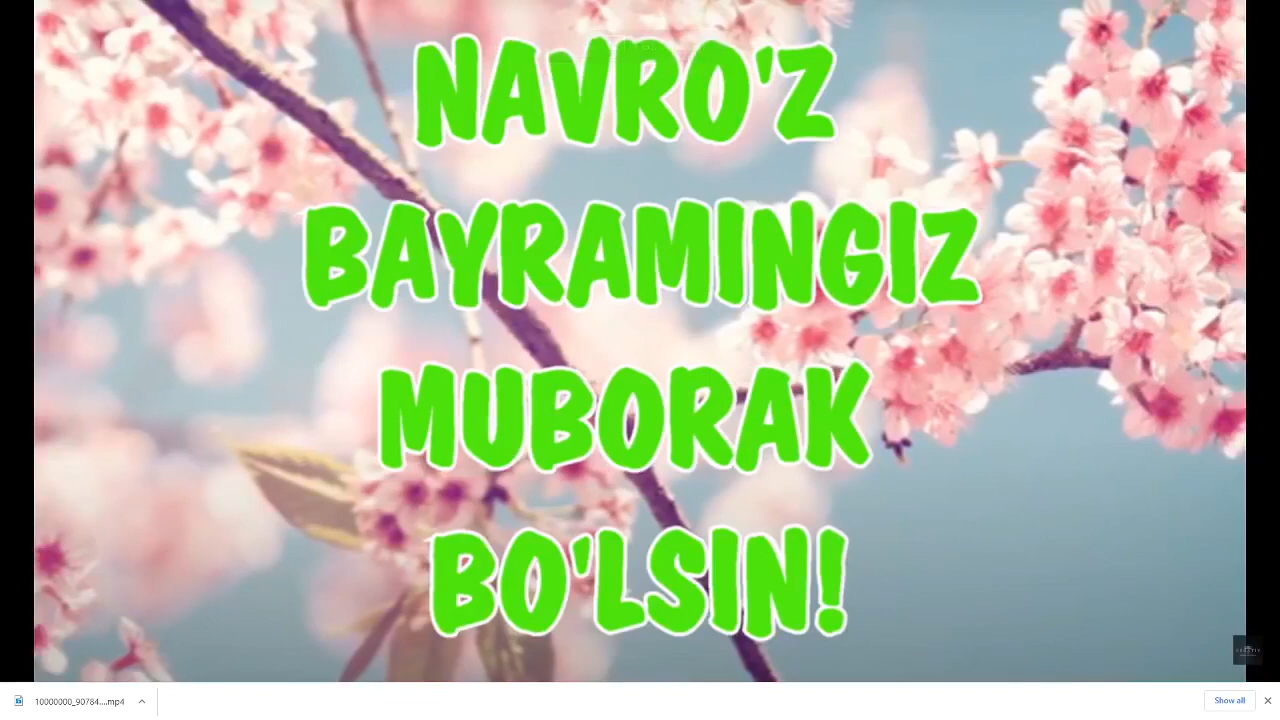 NAVRO'Z
BAYRAMINGIZ
MUBORAK
BO'LSIN!
10000000_90784....mp4
Show all